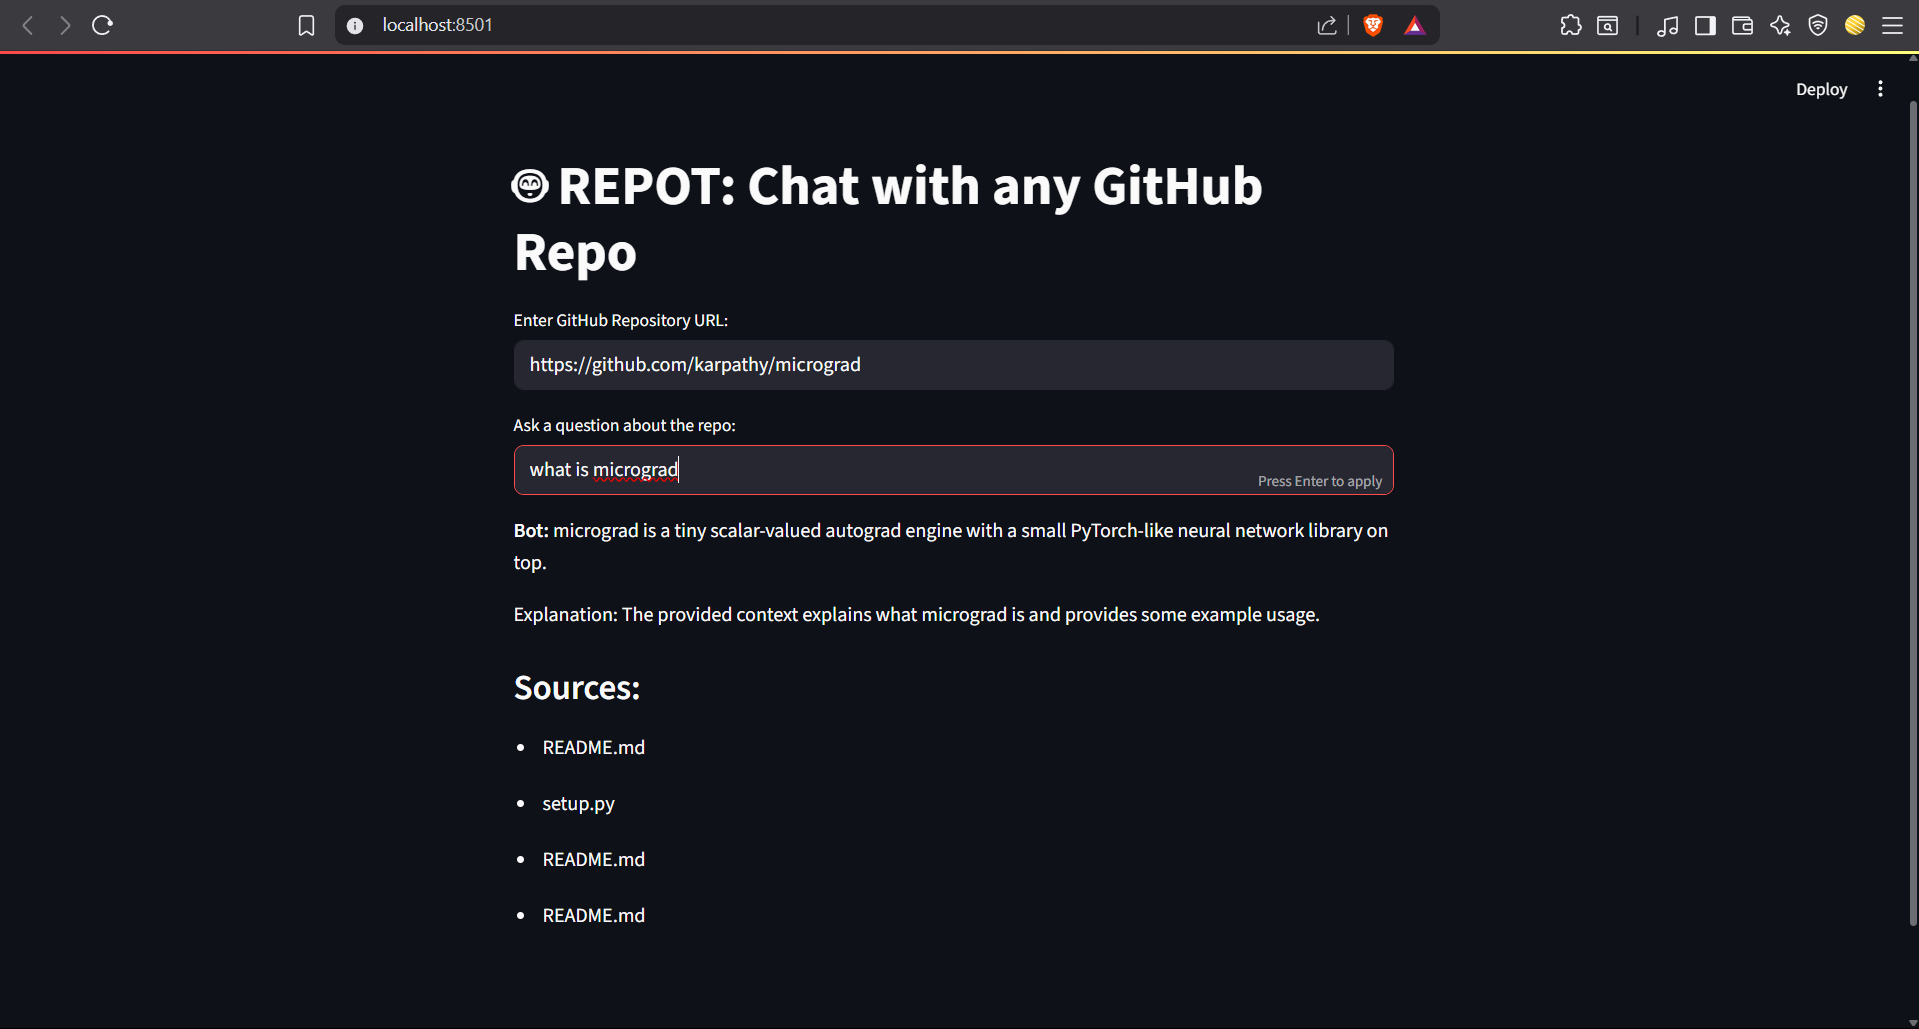 localhost:8501
Deploy
REPOT: Chat with any GitHub
Repo
Enter GitHub Repository URL:
https://github.com/karpathy/micrograd
Ask a question about the repo:
what is micrograd
Press Enter to apply
Bot: micrograd is a tiny scalar-valued autograd engine with a small PyTorch-like neural network library on
top.
Explanation: The provided context explains what micrograd is and provides some example usage.
Sources:
• README.md
• setup.py
• README.md
• README.md